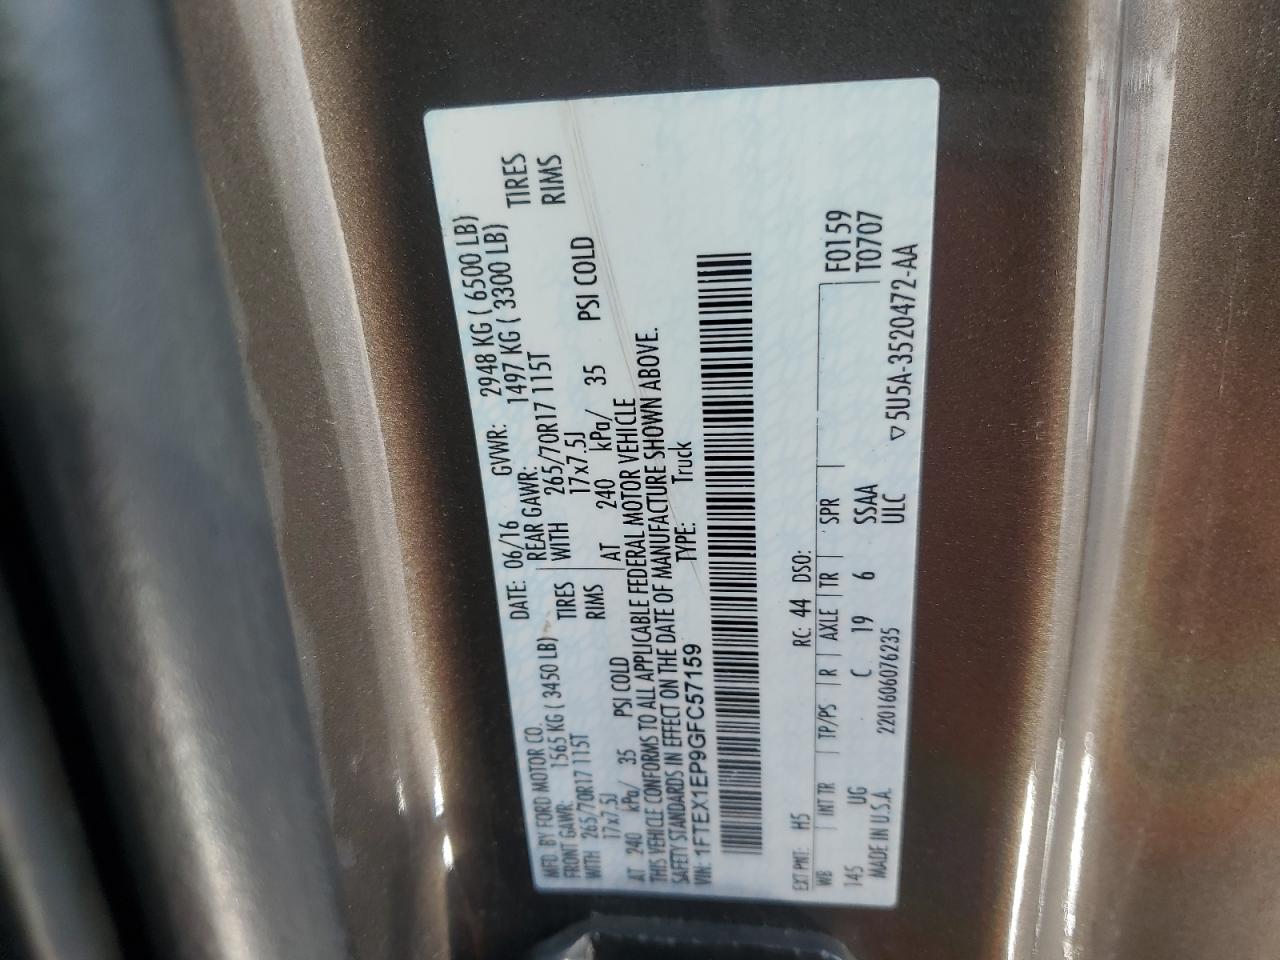 MFD. BY FORD MOTOR CO.
DATE: 06/16 GVWR: 2948 KG ( 6500 LB)
FRONT GAWR: 1565 KG ( 3450 LB) REAR GAWR: 1497 KG ( 3300 LB)
WITH 265/70R17 115T TIRES WITH 265/70R17 115T TIRES
17x7.5J RIMS 17x7.5J RIMS
AT 240 kPa/ 35 PSI COLD AT 240 kPa/ 35 PSI COLD
THIS VEHICLE CONFORMS TO ALL APPLICABLE FEDERAL MOTOR VEHICLE
SAFETY STANDARDS IN EFFECT ON THE DATE OF MANUFACTURE SHOWN ABOVE.
VIN: 1FTEX1EP9GFC57159 TYPE: Truck
EXT PNT: H5 RC: 44 DSO:
WB INT TR TP/PS R AXLE TR SPR F0159
145 UG C 19 6 SSAA T0707
MADE IN U.S.A. 2201606076235 ULC ▽5U5A-3520472-AA